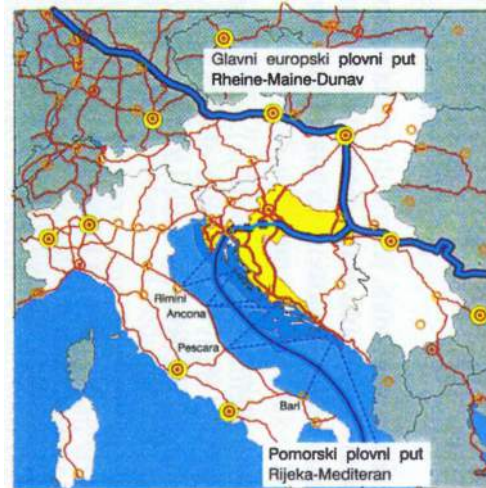 Glavni europski plovni put
Rheine-Maine-Dunav
Rimini
Ancona
Pescara
Bari
Pomorski plovni put
Rijeka-Mediteran